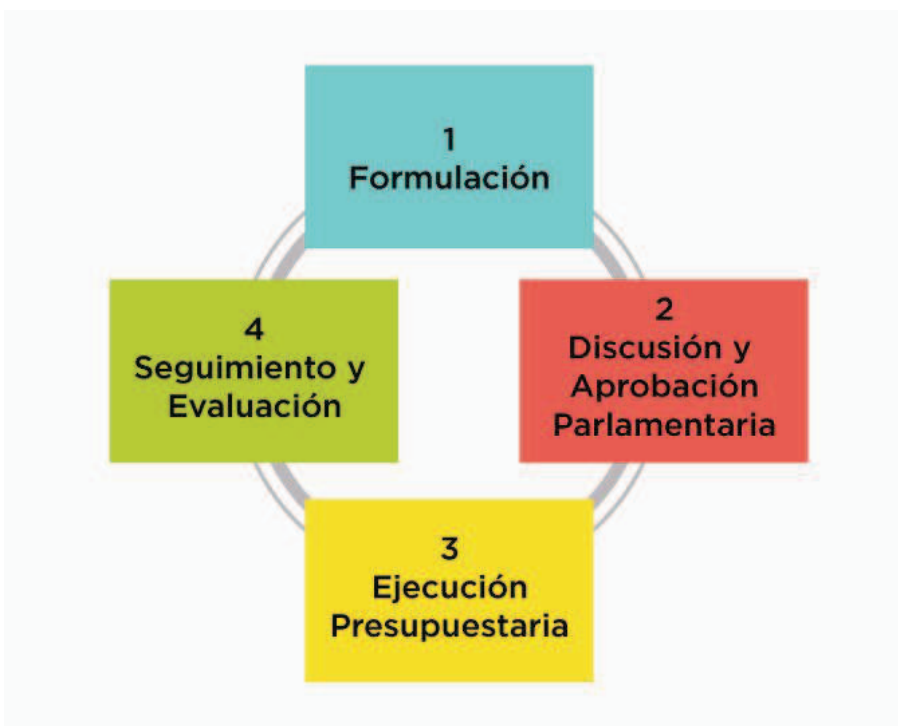 1
Formulación
2
Discusión y
Aprobación
Parlamentaria
3
Ejecución
Presupuestaria
4
Seguimiento y
Evaluación